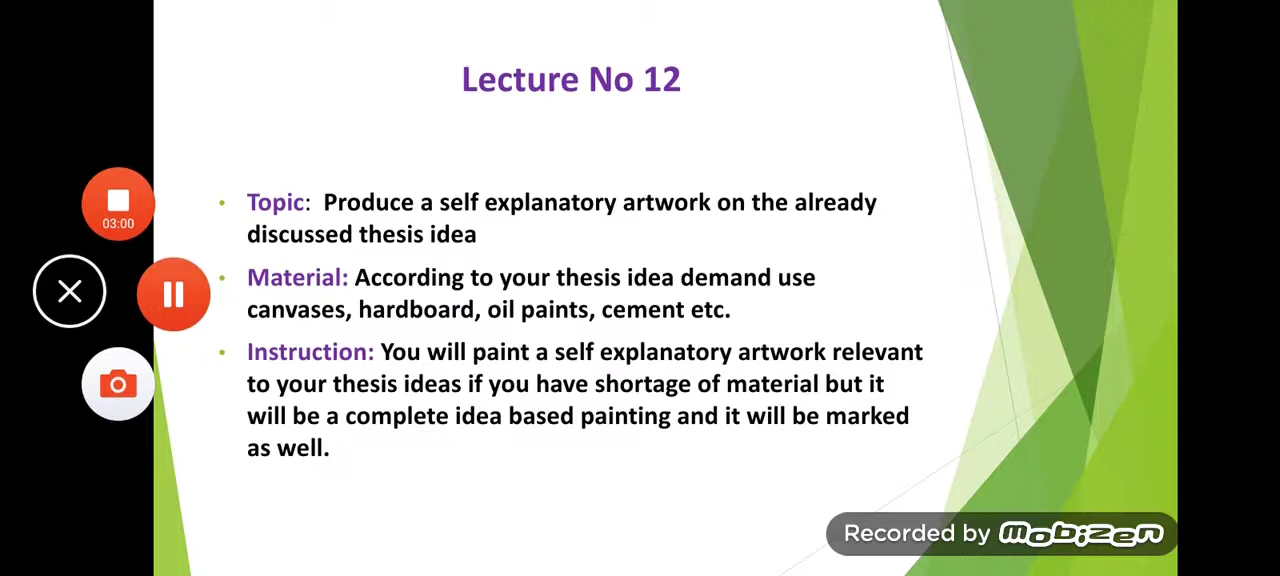 Lecture No 12
Topic:  Produce a self explanatory artwork on the already
discussed thesis idea
Material: According to your thesis idea demand use
canvases, hardboard, oil paints, cement etc.
Instruction: You will paint a self explanatory artwork relevant
to your thesis ideas if you have shortage of material but it
will be a complete idea based painting and it will be marked
as well.
03:00
Recorded by mobizen